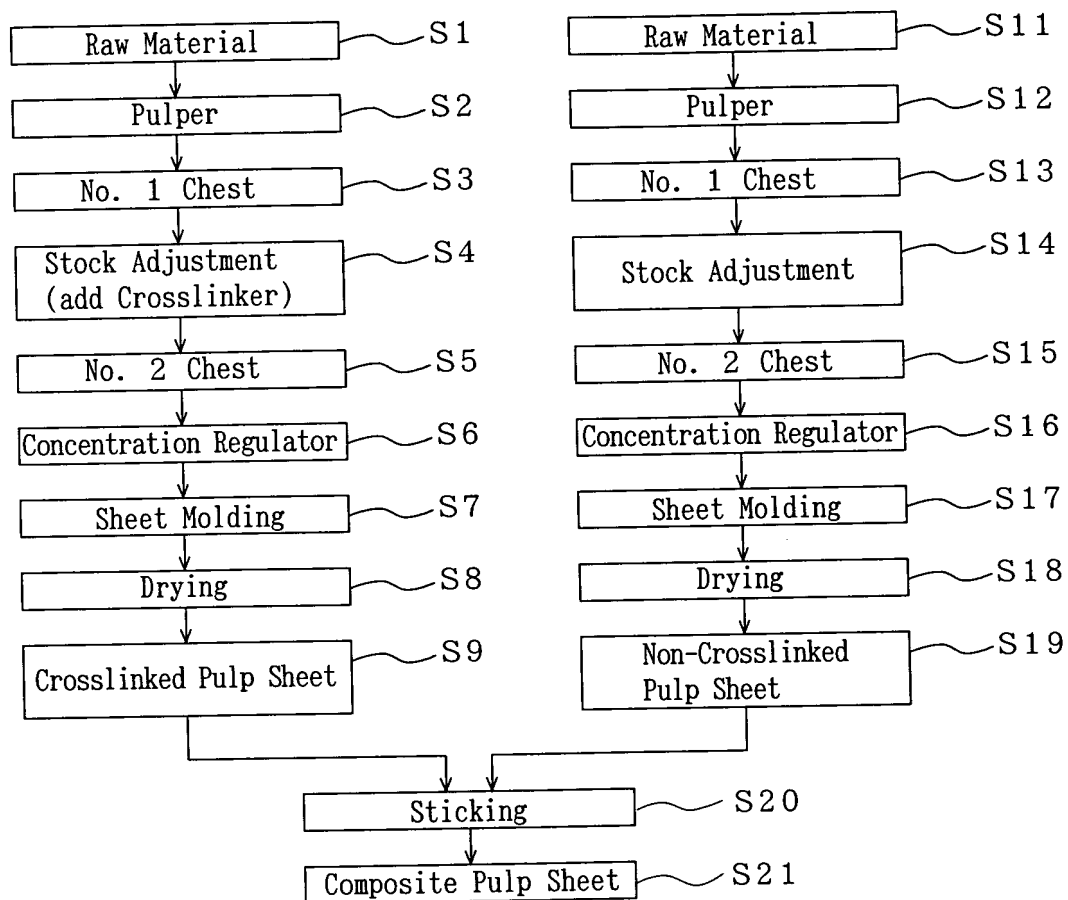 Raw Material
S1
Pulper
S2
No. 1 Chest
S3
Stock Adjustment
(add Crosslinker)
S4
No. 2 Chest
S5
Concentration Regulator
S6
Sheet Molding
S7
Drying
S8
Crosslinked Pulp Sheet
S9
Raw Material
S11
Pulper
S12
No. 1 Chest
S13
Stock Adjustment
S14
No. 2 Chest
S15
Concentration Regulator
S16
Sheet Molding
S17
Drying
S18
Non-Crosslinked
Pulp Sheet
S19
Sticking
S20
Composite Pulp Sheet
S21